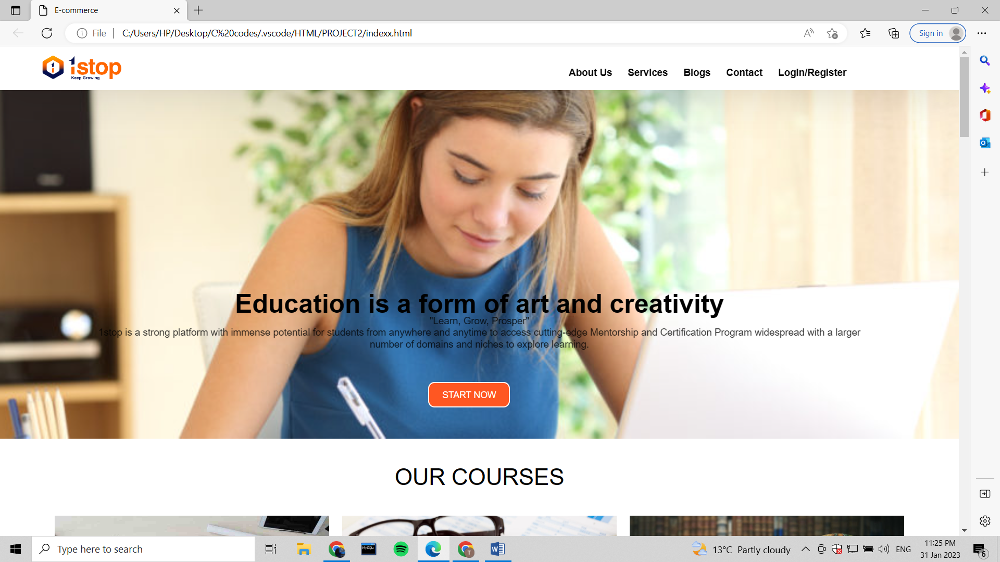 E-commerce
File
C:/Users/HP/Desktop/C%20codes/.vscode/HTML/PROJECT2/indexx.html
Sign in
1stop
Keep Growing
About Us Services Blogs Contact Login/Register
Education is a form of art and creativity
"Learn, Grow, Prosper"
1stop is a strong platform with immense potential for students from anywhere and anytime to access cutting-edge Mentorship and Certification Program widespread with a larger
number of domains and niches to explore learning.
START NOW
OUR COURSES
Type here to search
MySQL
T
W
13°C Partly cloudy
ENG
11:25 PM
31 Jan 2023
6